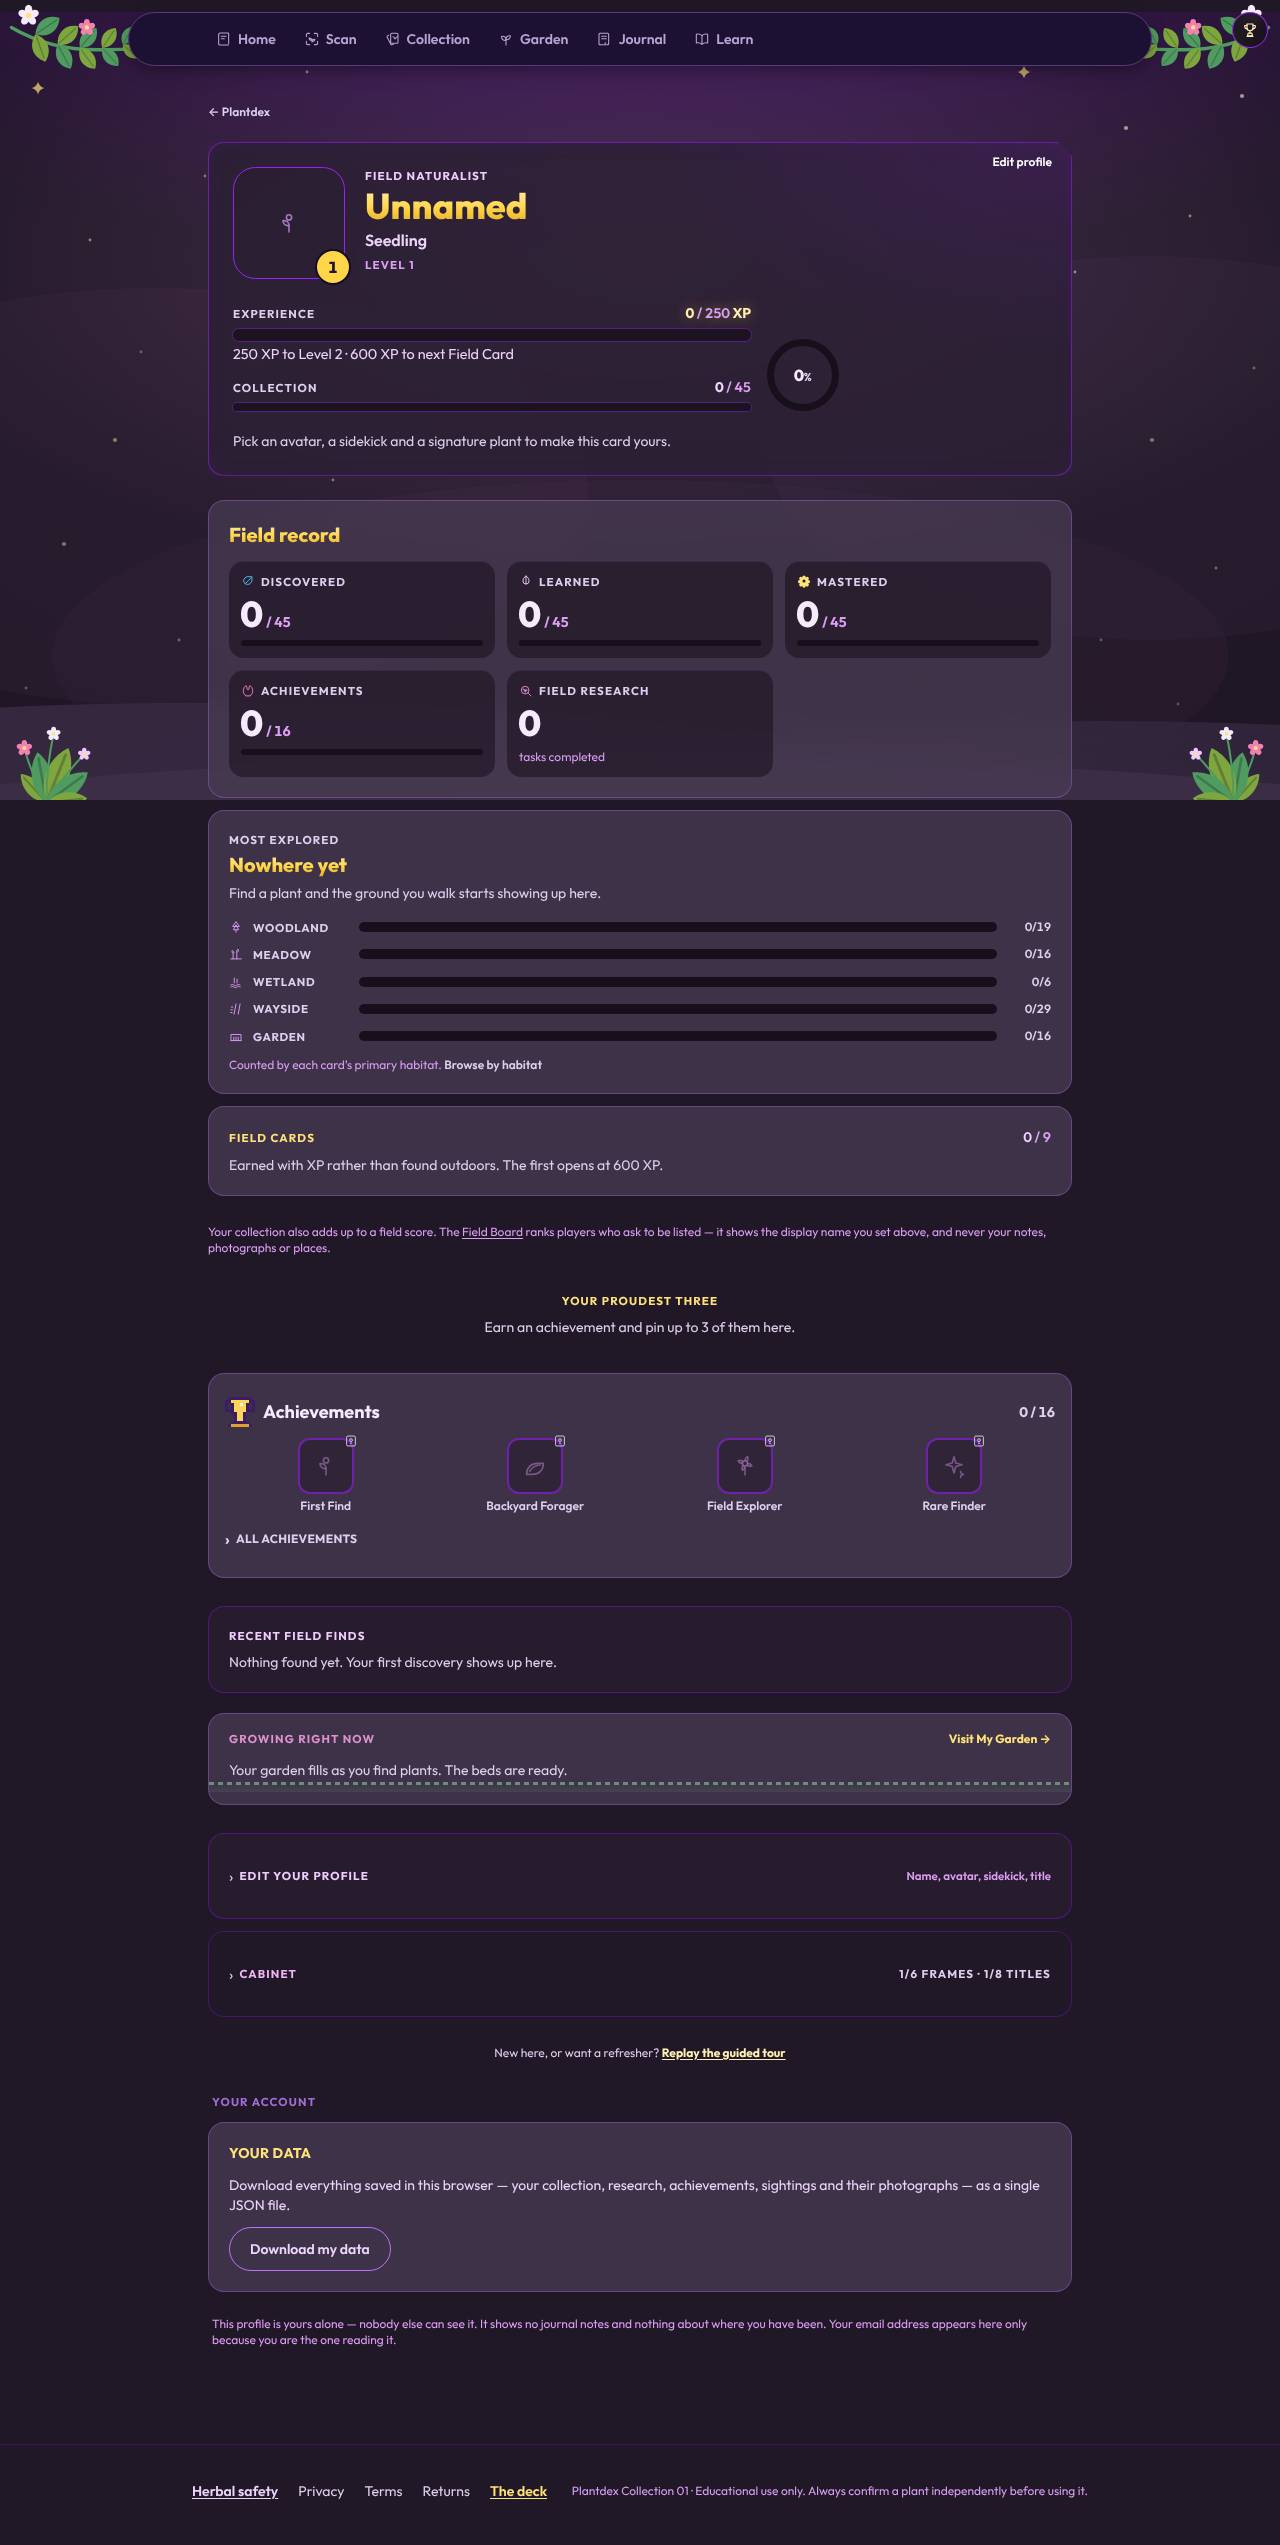 Home Scan Collection Garden Journal Learn
← Plantdex
Edit profile
FIELD NATURALIST
Unnamed
Seedling
1
LEVEL 1
EXPERIENCE 0 / 250 XP
250 XP to Level 2 · 600 XP to next Field Card
0%
COLLECTION 0 / 45
Pick an avatar, a sidekick and a signature plant to make this card yours.
Field record
DISCOVERED LEARNED MASTERED
0 / 45 0 / 45 0 / 45
ACHIEVEMENTS FIELD RESEARCH
0 / 16 0
tasks completed
MOST EXPLORED
Nowhere yet
Find a plant and the ground you walk starts showing up here.
WOODLAND 0/19
MEADOW 0/16
WETLAND 0/6
WAYSIDE 0/29
GARDEN 0/16
Counted by each card's primary habitat. Browse by habitat
FIELD CARDS 0 / 9
Earned with XP rather than found outdoors. The first opens at 600 XP.
Your collection also adds up to a field score. The Field Board ranks players who ask to be listed — it shows the display name you set above, and never your notes,
photographs or places.
YOUR PROUDEST THREE
Earn an achievement and pin up to 3 of them here.
Achievements 0 / 16
First Find Backyard Forager Field Explorer Rare Finder
› ALL ACHIEVEMENTS
RECENT FIELD FINDS
Nothing found yet. Your first discovery shows up here.
GROWING RIGHT NOW Visit My Garden →
Your garden fills as you find plants. The beds are ready.
› EDIT YOUR PROFILE Name, avatar, sidekick, title
› CABINET 1/6 FRAMES · 1/8 TITLES
New here, or want a refresher? Replay the guided tour
YOUR ACCOUNT
YOUR DATA
Download everything saved in this browser — your collection, research, achievements, sightings and their photographs — as a single
JSON file.
Download my data
This profile is yours alone — nobody else can see it. It shows no journal notes and nothing about where you have been. Your email address appears here only
because you are the one reading it.
Herbal safety Privacy Terms Returns The deck Plantdex Collection 01 · Educational use only. Always confirm a plant independently before using it.